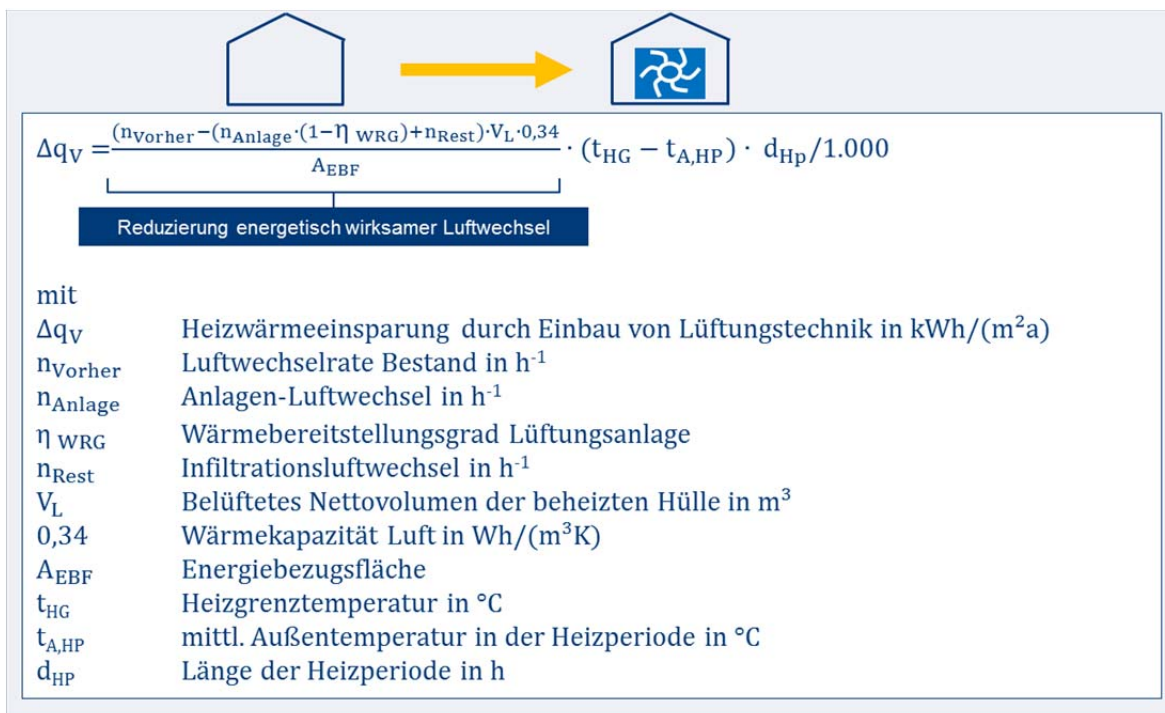 Δq_V = (n_Vorher−(n_Anlage·(1−η WRG)+n_Rest)·V_L·0,34 / A_EBF · (t_HG − t_A,HP) · d_Hp/1.000
Reduzierung energetisch wirksamer Luftwechsel
mit
Δq_V Heizwärmeeinsparung durch Einbau von Lüftungstechnik in kWh/(m²a)
n_Vorher Luftwechselrate Bestand in h⁻¹
n_Anlage Anlagen-Luftwechsel in h⁻¹
η WRG Wärmebereitstellungsgrad Lüftungsanlage
n_Rest Infiltrationsluftwechsel in h⁻¹
V_L Belüftetes Nettovolumen der beheizten Hülle in m³
0,34 Wärmekapazität Luft in Wh/(m³K)
A_EBF Energiebezugsfläche
t_HG Heizgrenztemperatur in °C
t_A,HP mittl. Außentemperatur in der Heizperiode in °C
d_HP Länge der Heizperiode in h